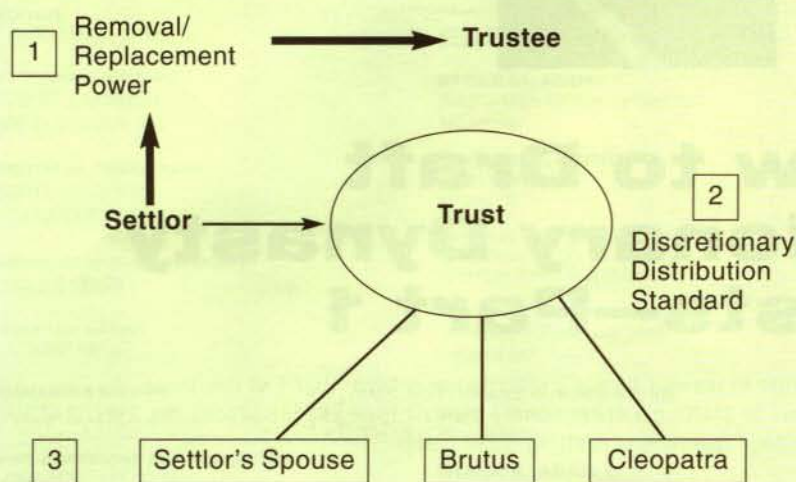 1
Removal/
Replacement
Power
Trustee
Settlor
Trust
2
Discretionary
Distribution
Standard
3
Settlor's Spouse
Brutus
Cleopatra